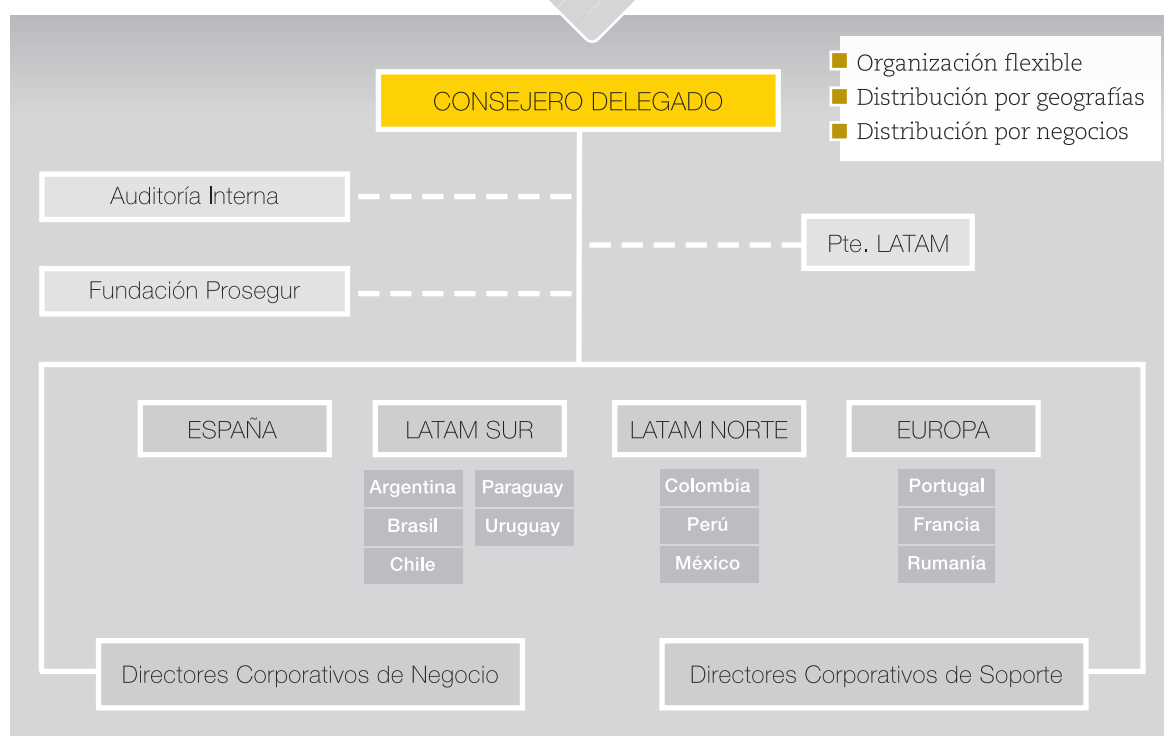 Organización flexible
Distribución por geografías
Distribución por negocios
CONSEJERO DELEGADO
Auditoría Interna
Pte. LATAM
Fundación Prosegur
ESPAÑA
LATAM SUR
Argentina
Brasil
Chile
Paraguay
Uruguay
LATAM NORTE
Colombia
Perú
México
EUROPA
Portugal
Francia
Rumanía
Directores Corporativos de Negocio
Directores Corporativos de Soporte